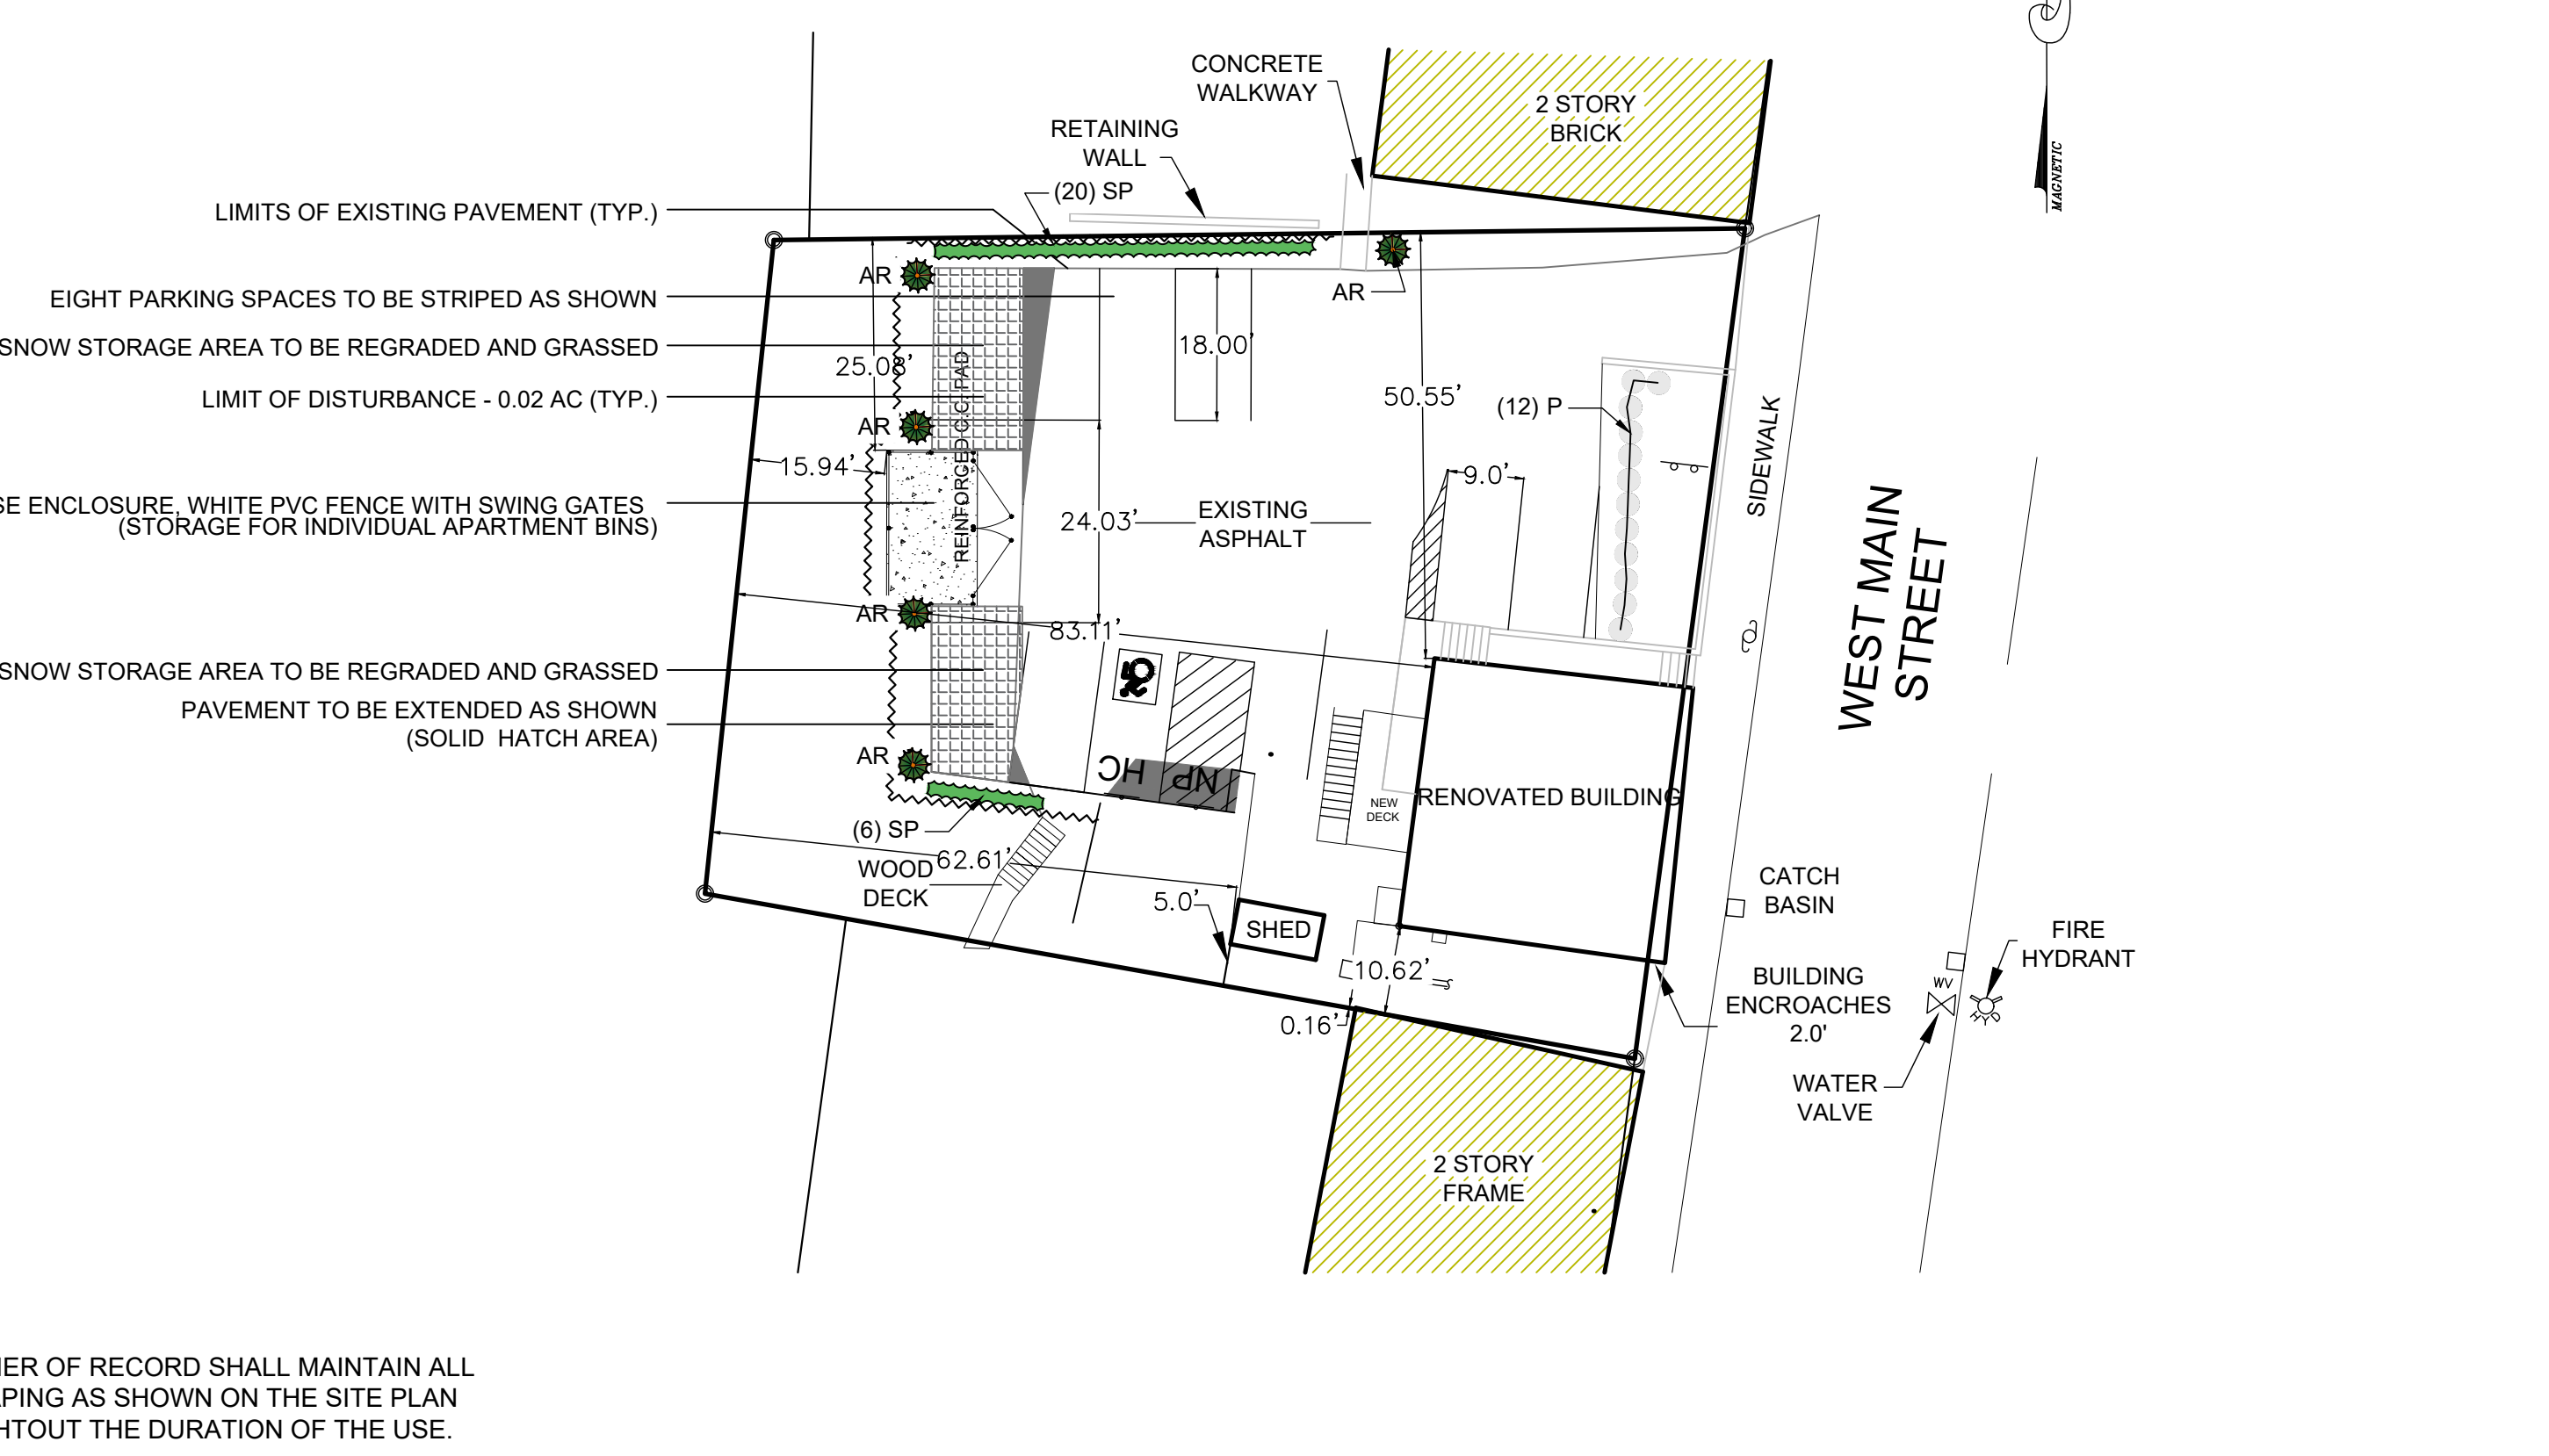 CONCRETE
WALKWAY
2 STORY
BRICK
MAGNETIC
RETAINING
WALL
(20) SP
LIMITS OF EXISTING PAVEMENT (TYP.)
AR
AR
EIGHT PARKING SPACES TO BE STRIPED AS SHOWN
SNOW STORAGE AREA TO BE REGRADED AND GRASSED
25.08'
18.00'
50.55'
LIMIT OF DISTURBANCE - 0.02 AC (TYP.)
(12) P
AR
SIDEWALK
15.94'
9.0'
REINFORCED C.C. PAD
SE ENCLOSURE, WHITE PVC FENCE WITH SWING GATES
(STORAGE FOR INDIVIDUAL APARTMENT BINS)
24.03'
EXISTING
ASPHALT
WEST MAIN
STREET
AR
83.11'
SNOW STORAGE AREA TO BE REGRADED AND GRASSED
PAVEMENT TO BE EXTENDED AS SHOWN
(SOLID HATCH AREA)
AR
HC
NP
NEW
DECK
RENOVATED BUILDING
(6) SP
62.61'
WOOD
DECK
5.0'
SHED
CATCH
BASIN
FIRE
HYDRANT
10.62'
0.16'
BUILDING
ENCROACHES
2.0'
WV
HYD
WATER
VALVE
2 STORY
FRAME
NER OF RECORD SHALL MAINTAIN ALL
APING AS SHOWN ON THE SITE PLAN
HTOUT THE DURATION OF THE USE.